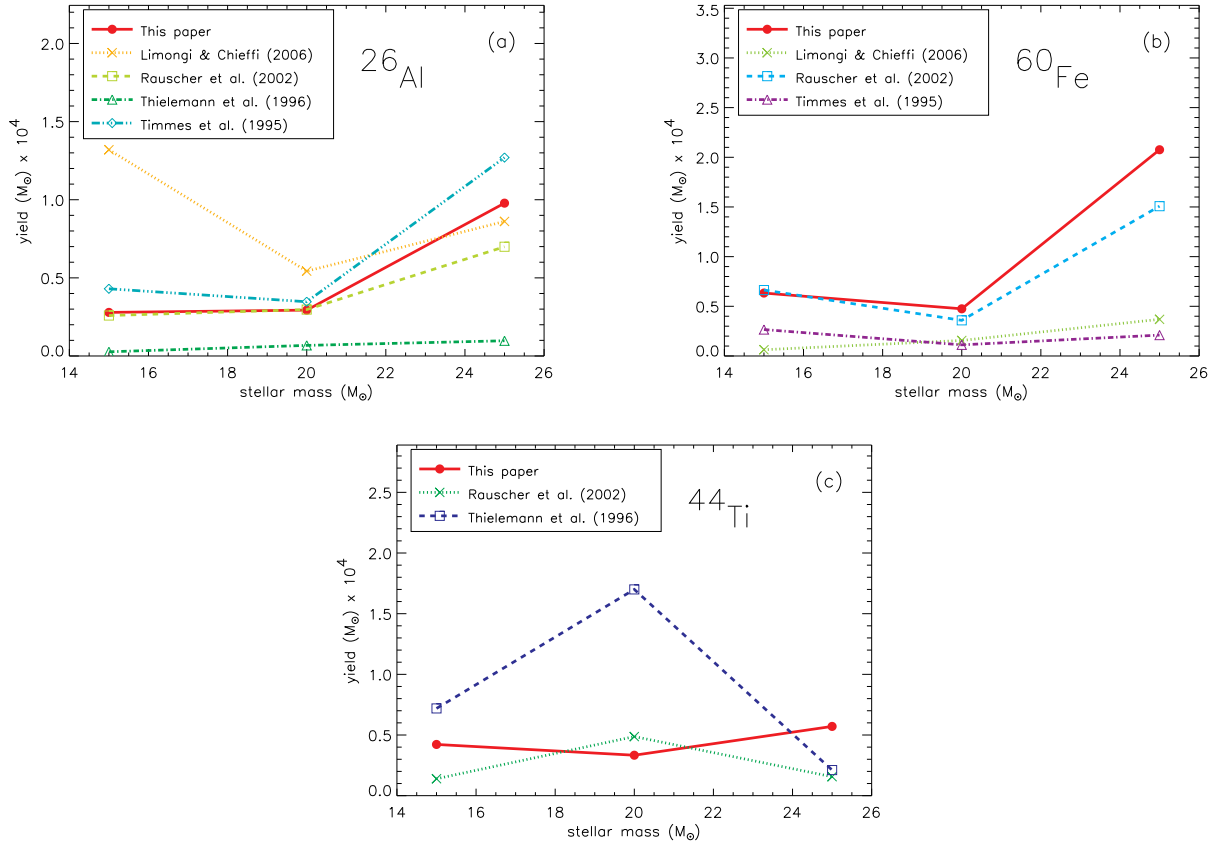 This paper
Limongi & Chieffi (2006)
Rauscher et al. (2002)
Thielemann et al. (1996)
Timmes et al. (1995)
(a)
26Al
2.0
1.5
1.0
0.5
0.0
yield (M⊙) x 10^4
14 16 18 20 22 24 26
stellar mass (M⊙)
This paper
Limongi & Chieffi (2006)
Rauscher et al. (2002)
Timmes et al. (1995)
(b)
60Fe
3.5
3.0
2.5
2.0
1.5
1.0
0.5
0.0
yield (M⊙) x 10^4
14 16 18 20 22 24 26
stellar mass (M⊙)
This paper
Rauscher et al. (2002)
Thielemann et al. (1996)
(c)
44Ti
2.5
2.0
1.5
1.0
0.5
0.0
yield (M⊙) x 10^4
14 16 18 20 22 24 26
stellar mass (M⊙)